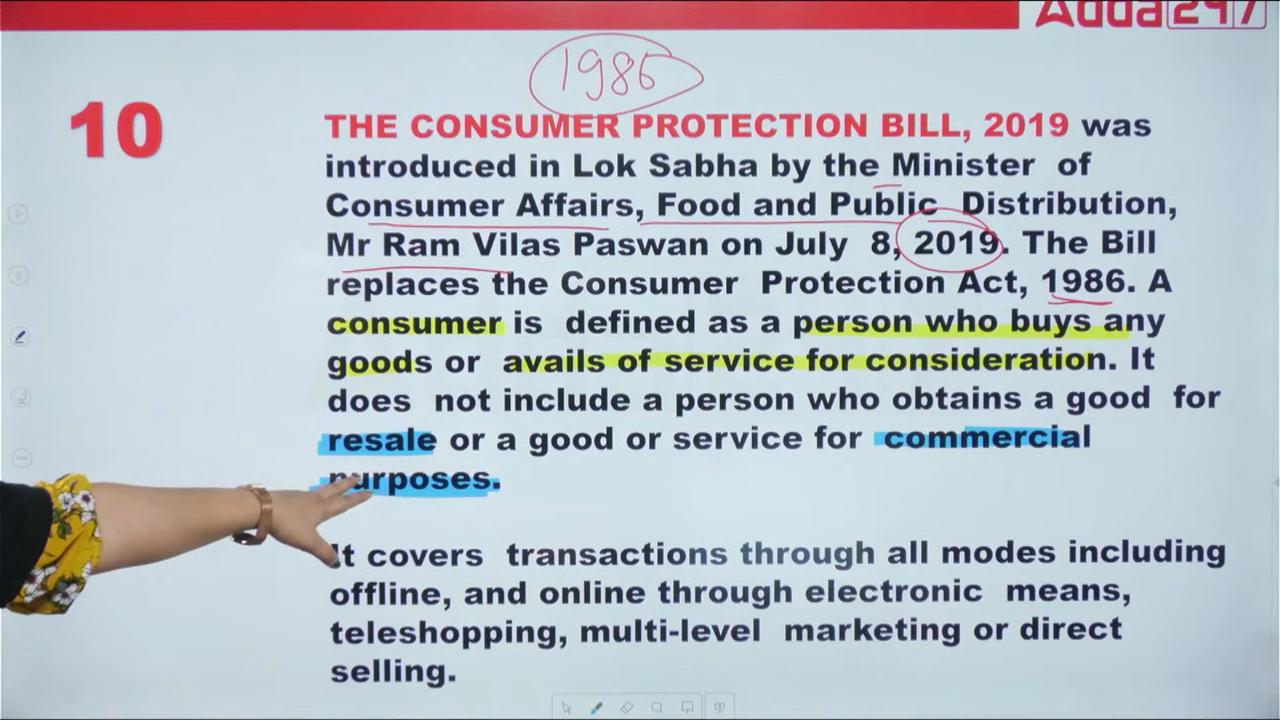 Adda247
1986
10
THE CONSUMER PROTECTION BILL, 2019 was
introduced in Lok Sabha by the Minister of
Consumer Affairs, Food and Public Distribution,
Mr Ram Vilas Paswan on July 8, 2019. The Bill
replaces the Consumer Protection Act, 1986. A
consumer is defined as a person who buys any
goods or avails of service for consideration. It
does not include a person who obtains a good for
resale or a good or service for commercial
purposes.
It covers transactions through all modes including
offline, and online through electronic means,
teleshopping, multi-level marketing or direct
selling.